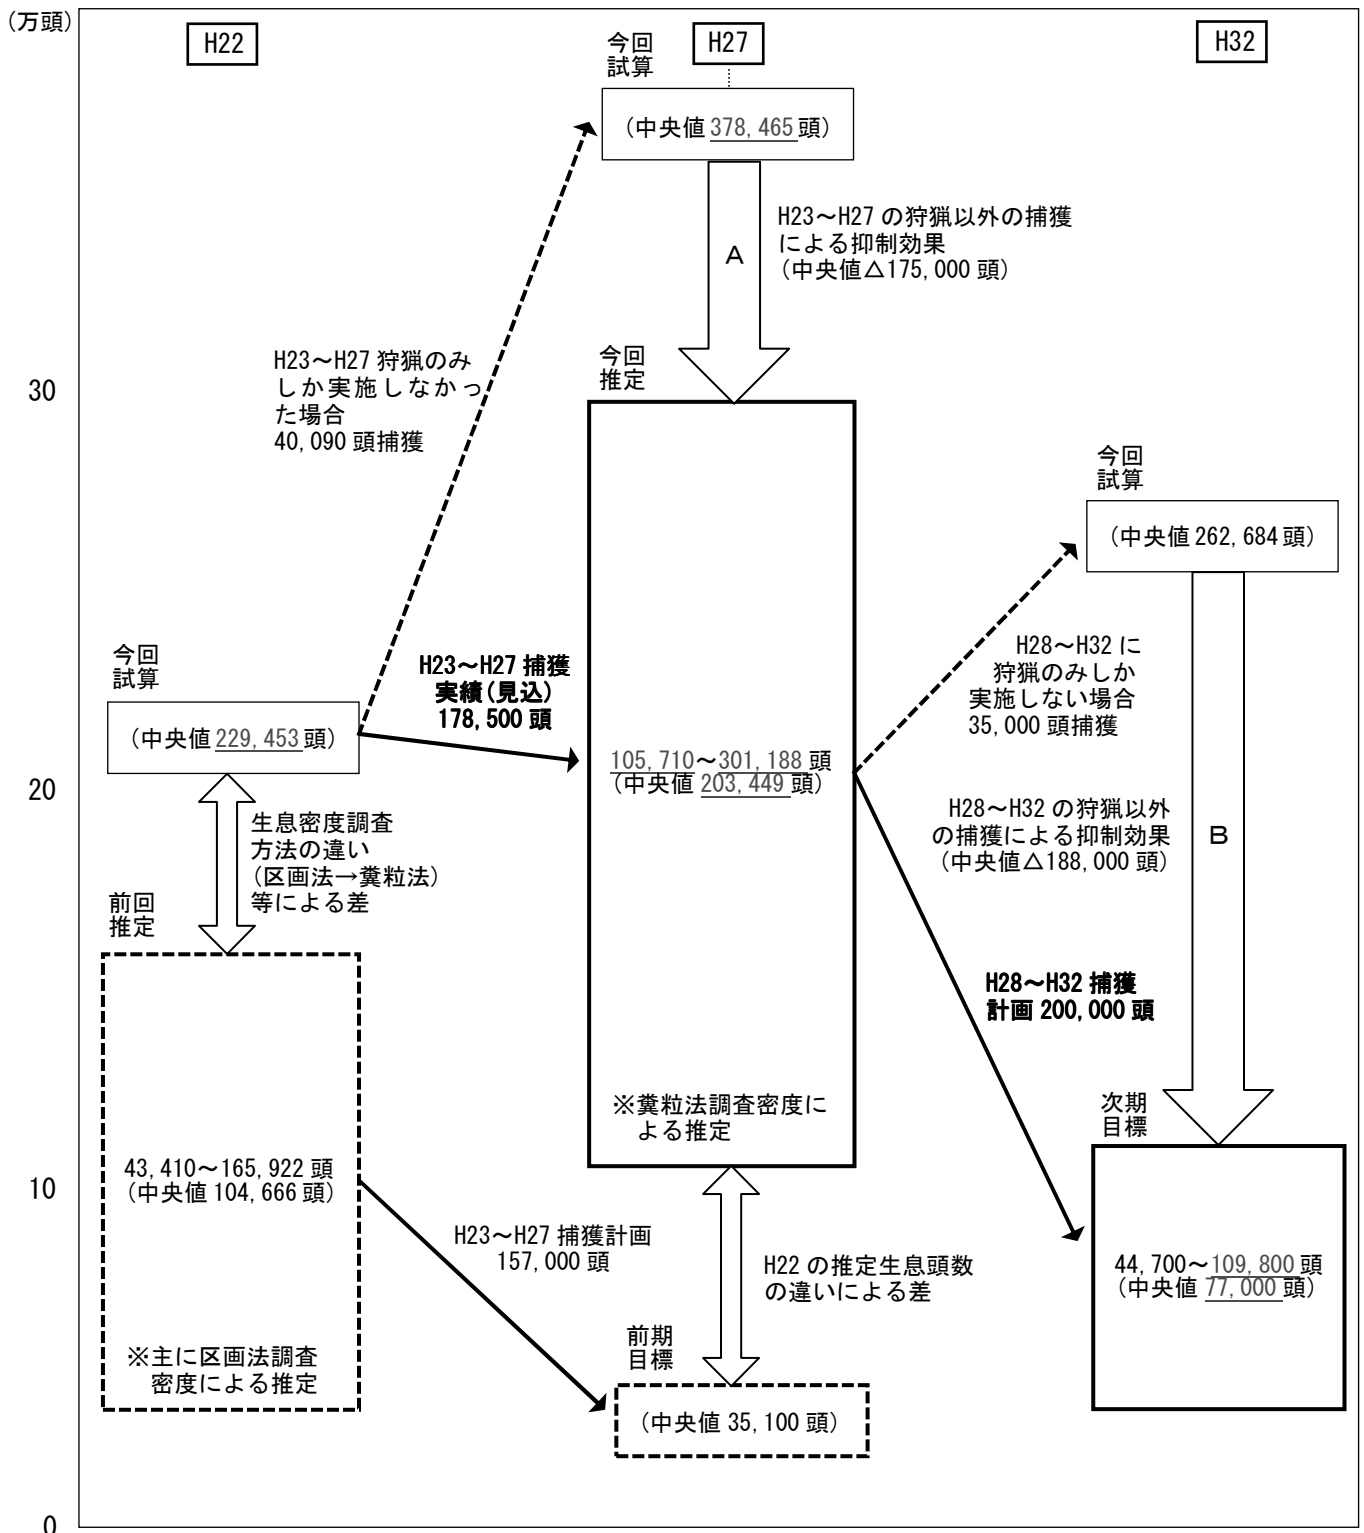 (万頭)
H22
H27
H32
今回
試算
(中央値 378,465 頭)
A
H23～H27 の狩猟以外の捕獲
による抑制効果
(中央値△175,000 頭)
H23～H27 狩猟のみ
しか実施しなかっ
た場合
40,090 頭捕獲
30
今回
推定
今回
試算
(中央値 262,684 頭)
H28～H32 に
狩猟のみしか
実施しない場合
35,000 頭捕獲
今回
試算
(中央値 229,453 頭)
H23～H27 捕獲
実績(見込)
178,500 頭
105,710～301,188 頭
(中央値 203,449 頭)
20
生息密度調査
方法の違い
(区画法→糞粒法)
等による差
H28～H32 の狩猟以外
の捕獲による抑制効果
(中央値△188,000 頭)
B
前回
推定
H28～H32 捕獲
計画 200,000 頭
※糞粒法調査密度に
よる推定
次期
目標
10
43,410～165,922 頭
(中央値 104,666 頭)
H23～H27 捕獲計画
157,000 頭
H22 の推定生息頭数
の違いによる差
44,700～109,800 頭
(中央値 77,000 頭)
※主に区画法調査
密度による推定
前期
目標
(中央値 35,100 頭)
0